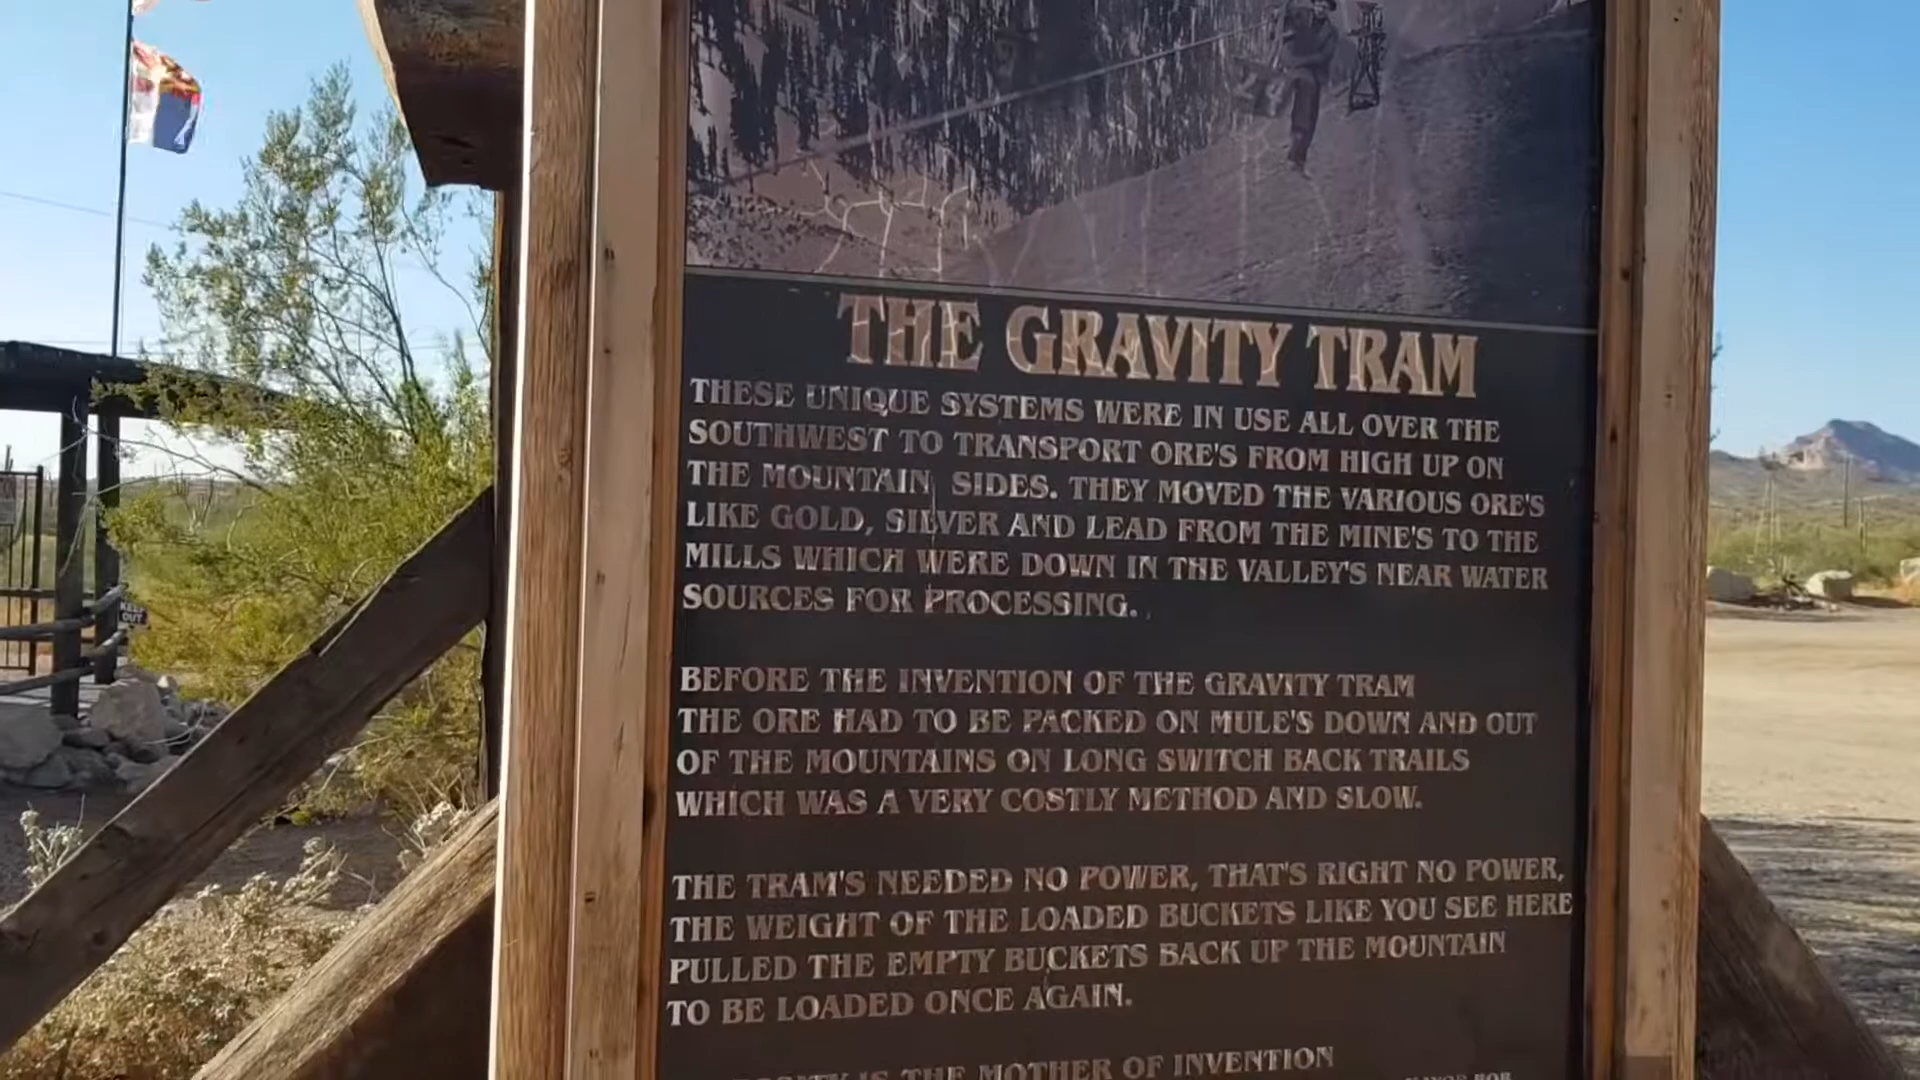 THE GRAVITY TRAM
THESE UNIQUE SYSTEMS WERE IN USE ALL OVER THE
SOUTHWEST TO TRANSPORT ORE'S FROM HIGH UP ON
THE MOUNTAIN SIDES. THEY MOVED THE VARIOUS ORE'S
LIKE GOLD, SILVER AND LEAD FROM THE MINE'S TO THE
MILLS WHICH WERE DOWN IN THE VALLEY'S NEAR WATER
SOURCES FOR PROCESSING.
BEFORE THE INVENTION OF THE GRAVITY TRAM
THE ORE HAD TO BE PACKED ON MULE'S DOWN AND OUT
OF THE MOUNTAINS ON LONG SWITCH BACK TRAILS
WHICH WAS A VERY COSTLY METHOD AND SLOW.
THE TRAM'S NEEDED NO POWER, THAT'S RIGHT NO POWER,
THE WEIGHT OF THE LOADED BUCKETS LIKE YOU SEE HERE
PULLED THE EMPTY BUCKETS BACK UP THE MOUNTAIN
TO BE LOADED ONCE AGAIN.
IS THE MOTHER OF INVENTION
KEEP
OUT